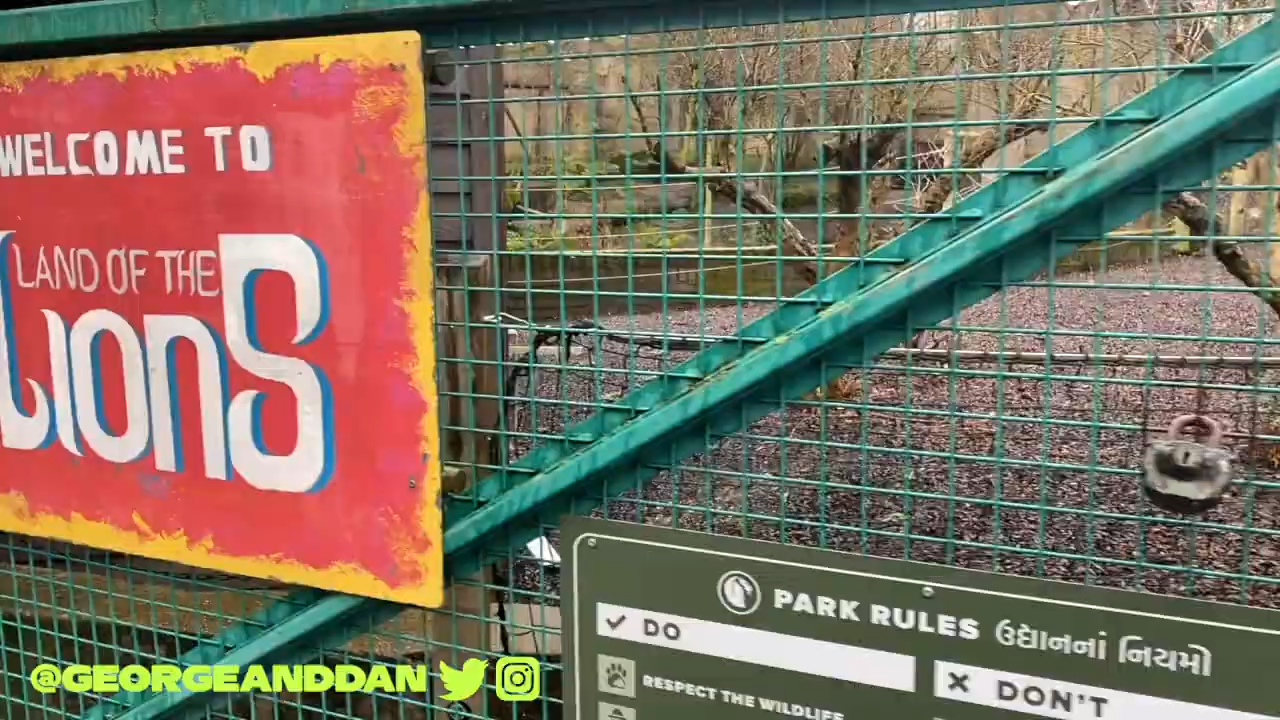 WELCOME TO
LAND OF THE
LIONS
PARK RULES ઉદ્યાનનાં નિયમો
✓ DO
× DON'T
RESPECT THE WILDLIFE
@GEORGEANDDAN